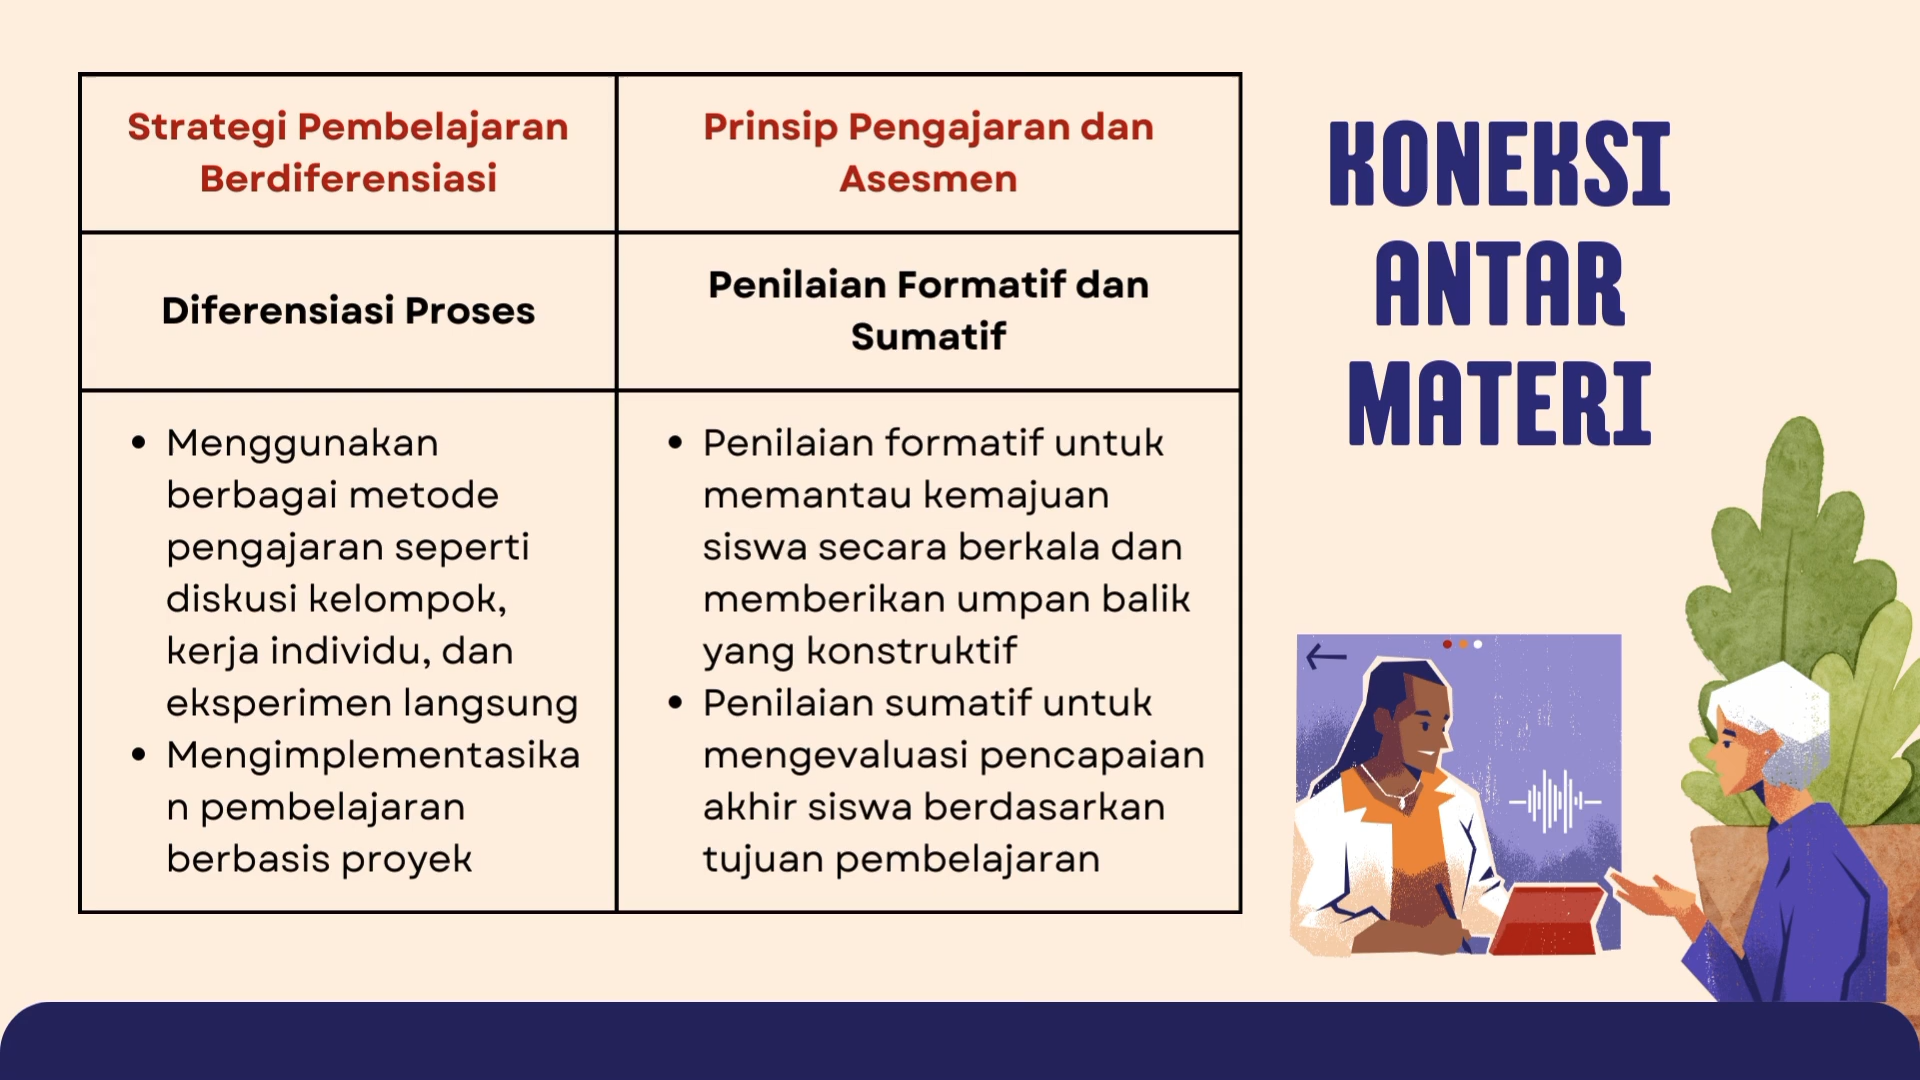 Strategi Pembelajaran
Berdiferensiasi
Prinsip Pengajaran dan
Asesmen
Diferensiasi Proses
Penilaian Formatif dan
Sumatif
• Menggunakan
berbagai metode
pengajaran seperti
diskusi kelompok,
kerja individu, dan
eksperimen langsung
• Mengimplementasika
n pembelajaran
berbasis proyek
• Penilaian formatif untuk
memantau kemajuan
siswa secara berkala dan
memberikan umpan balik
yang konstruktif
• Penilaian sumatif untuk
mengevaluasi pencapaian
akhir siswa berdasarkan
tujuan pembelajaran
KONEKSI
ANTAR
MATERI